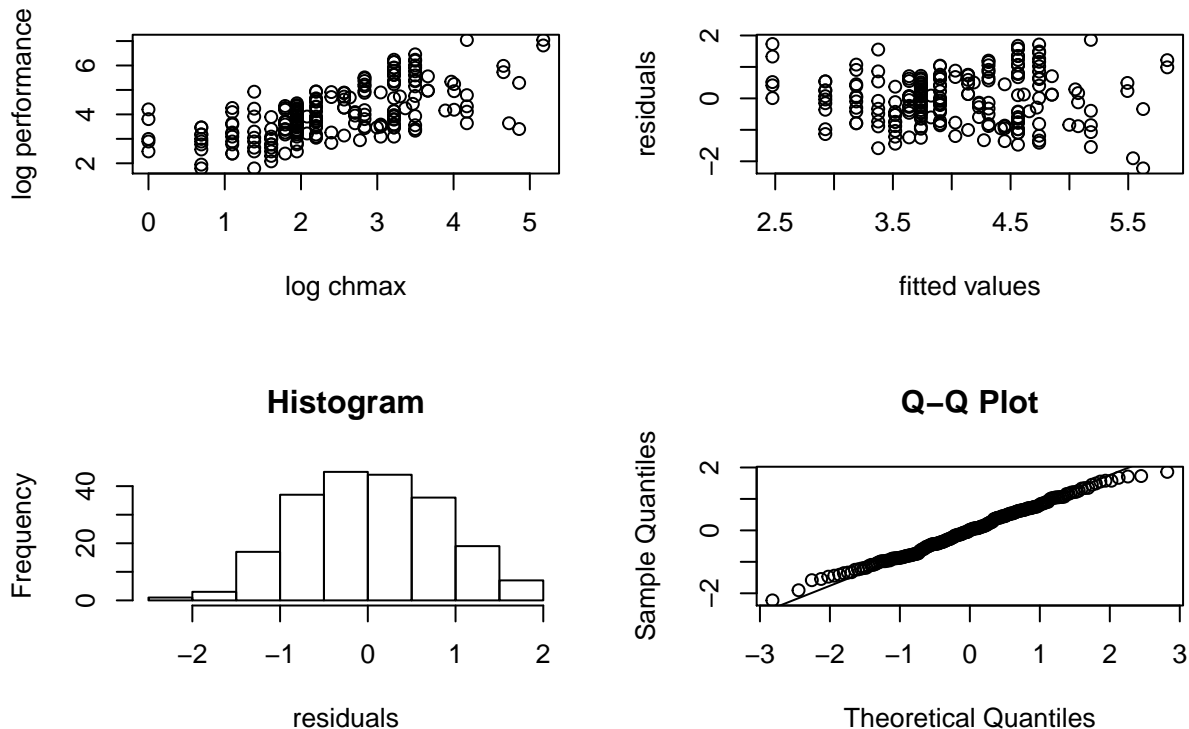 log performance
2 4 6
0 1 2 3 4 5
log chmax
residuals
−2 0 2
2.5 3.5 4.5 5.5
fitted values
Histogram
Frequency
0 20 40
−2 −1 0 1 2
residuals
Q−Q Plot
Sample Quantiles
−2 0 2
−3 −2 −1 0 1 2 3
Theoretical Quantiles